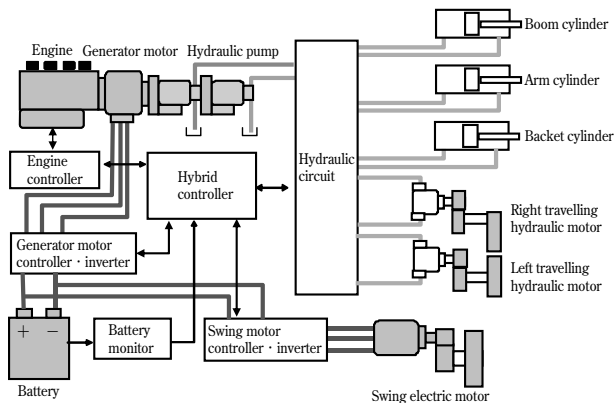 Engine
Generator motor
Hydraulic pump
Boom cylinder
Arm cylinder
Backet cylinder
Engine
controller
Hybrid
controller
Hydraulic
circuit
Right travelling
hydraulic motor
Generator motor
controller・inverter
Left travelling
hydraulic motor
+ −
Battery
monitor
Swing motor
controller・inverter
Battery
Swing electric motor